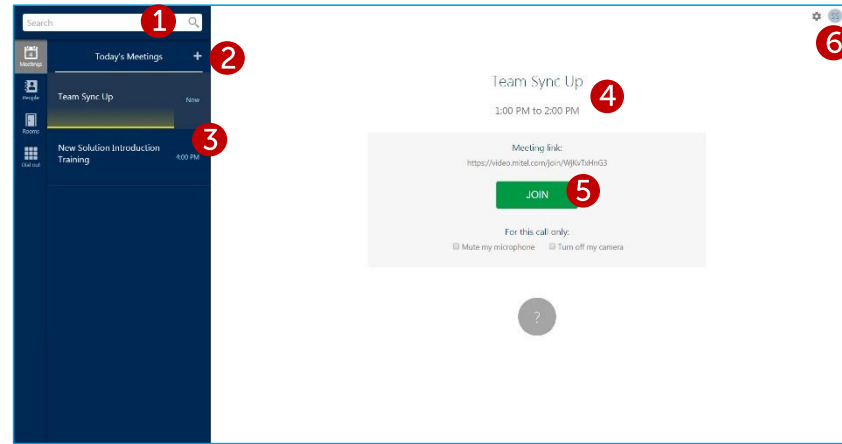 Search
1
6
Meetings
Today's Meetings +
2
People
Team Sync Up
Now
Team Sync Up
4
1:00 PM to 2:00 PM
Rooms
3
New Solution Introduction
Training
4:00 PM
Dial out
Meeting link:
https://video.mitel.com/join/WjKvTxHnG3
JOIN
5
For this call only:
Mute my microphone Turn off my camera
?